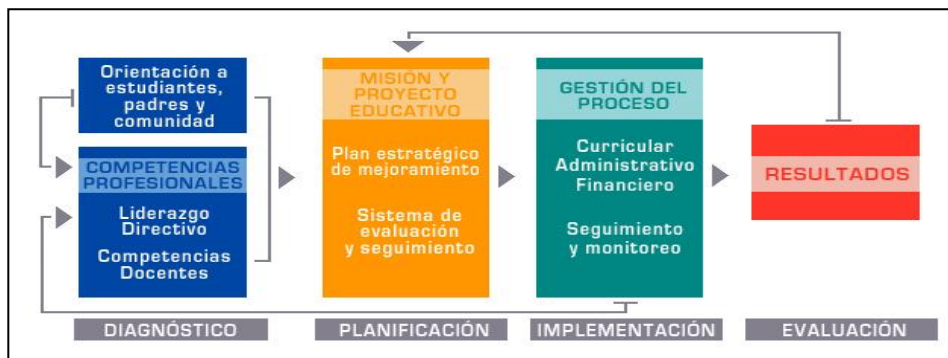 Orientación a
estudiantes,
padres y
comunidad
COMPETENCIAS
PROFESIONALES
Liderazgo
Directivo
Competencias
Docentes
MISIÓN Y
PROYECTO
EDUCATIVO
Plan estratégico
de mejoramiento
Sistema de
evaluación
y seguimiento
GESTIÓN DEL
PROCESO
Curricular
Administrativo
Financiero
Seguimiento
y monitoreo
RESULTADOS
DIAGNÓSTICO
PLANIFICACIÓN
IMPLEMENTACIÓN
EVALUACIÓN